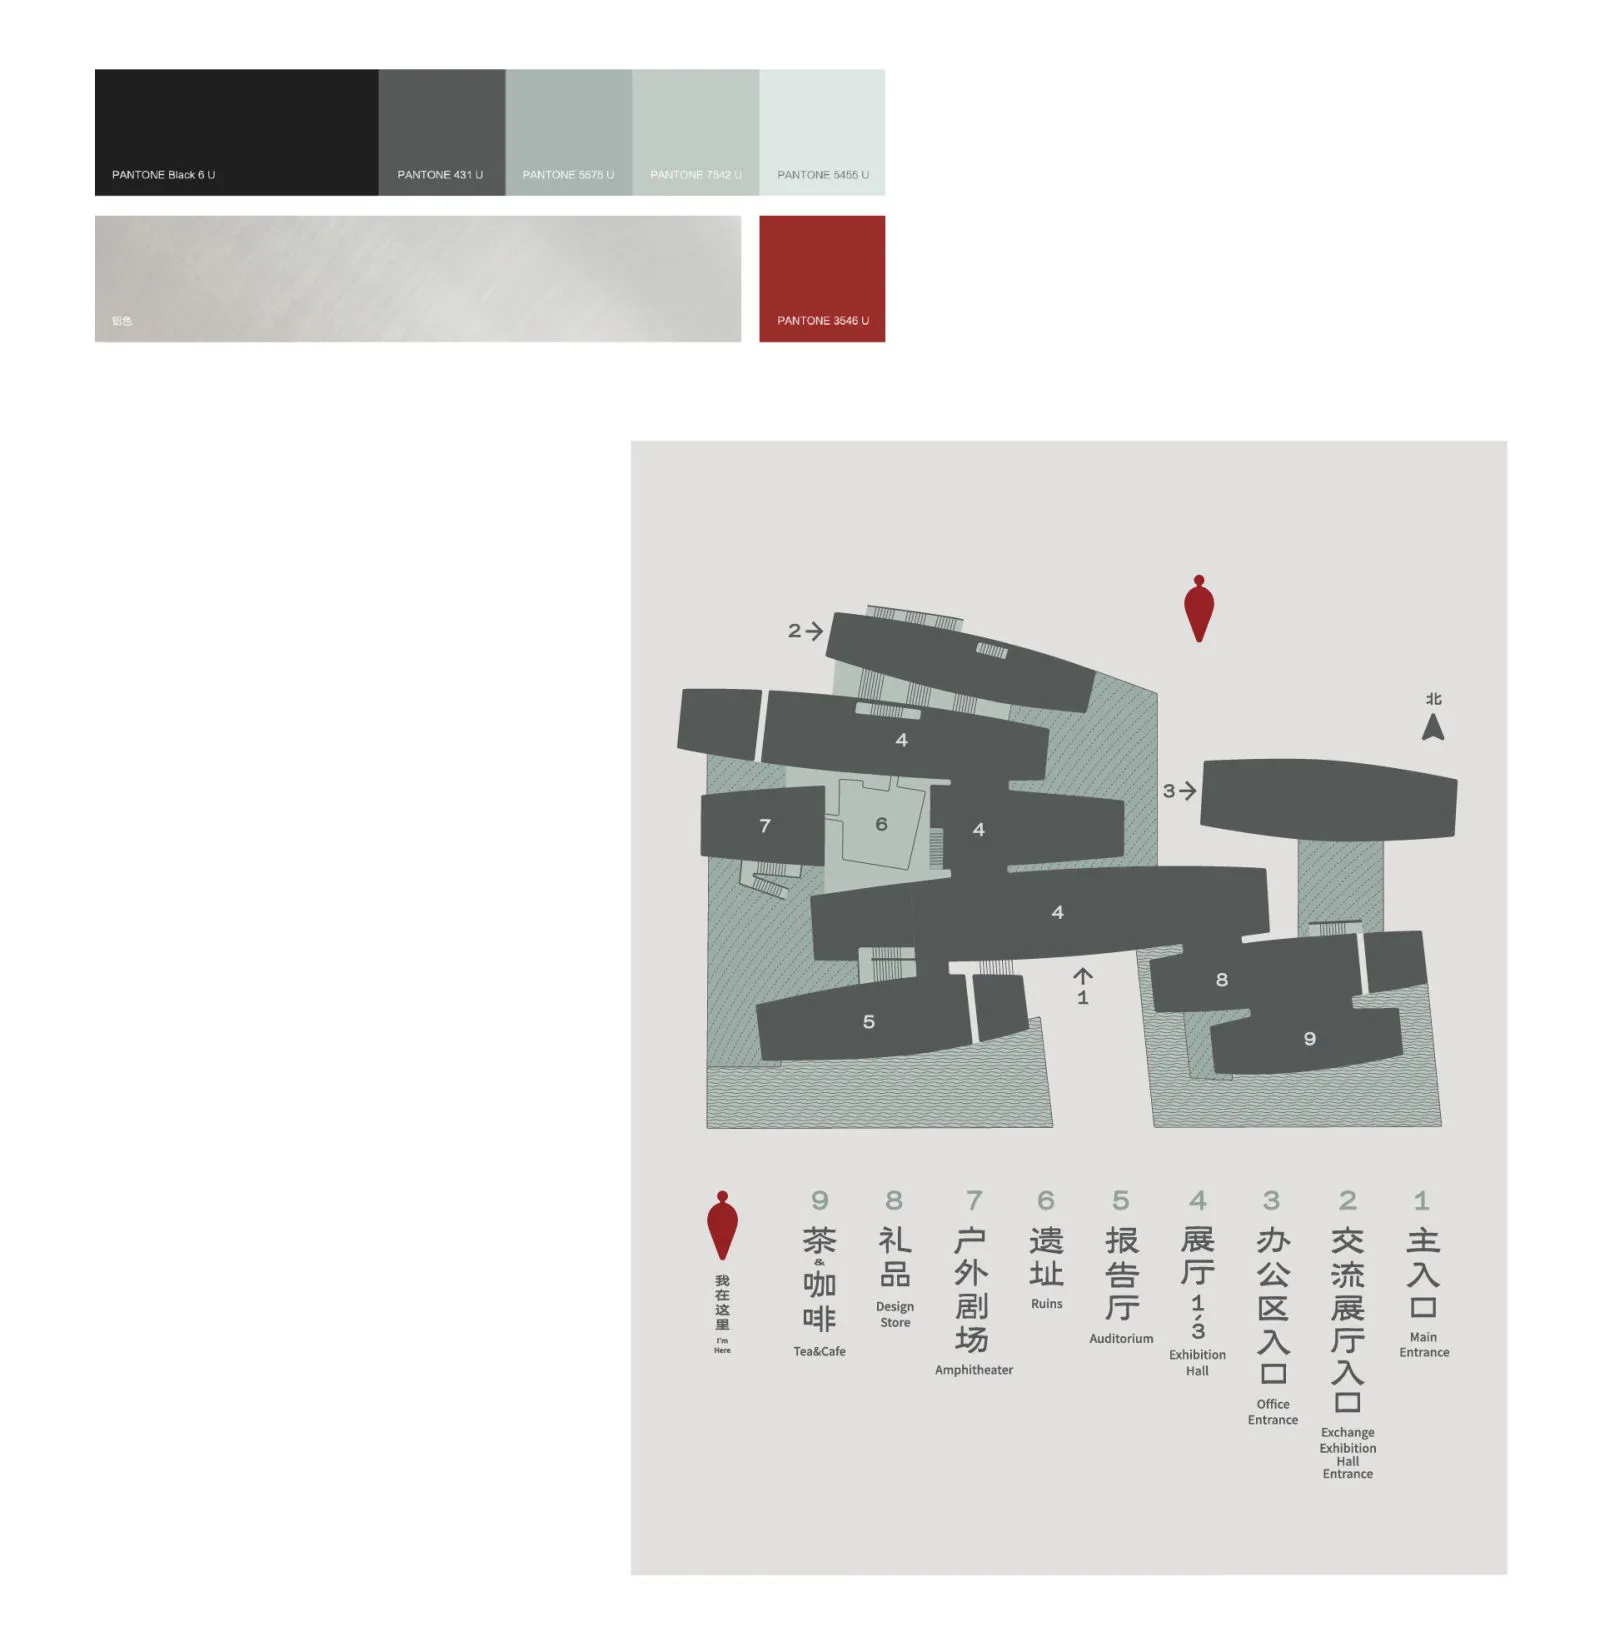 PANTONE Black 6 U
PANTONE 431 U
PANTONE 5575 U
PANTONE 7542 U
PANTONE 5455 U
铝色
PANTONE 3546 U
2
北
4
3
7
6
4
4
1
8
5
9
1
主入口
Main
Entrance
2
交流展厅入口
Exchange
Exhibition
Hall
Entrance
3
办公区入口
Office
Entrance
4
展厅1、3
Exhibition
Hall
5
报告厅
Auditorium
6
遗址
Ruins
7
户外剧场
Amphitheater
8
礼品
Design
Store
9
茶&咖啡
Tea&Cafe
我在这里
I'm
Here